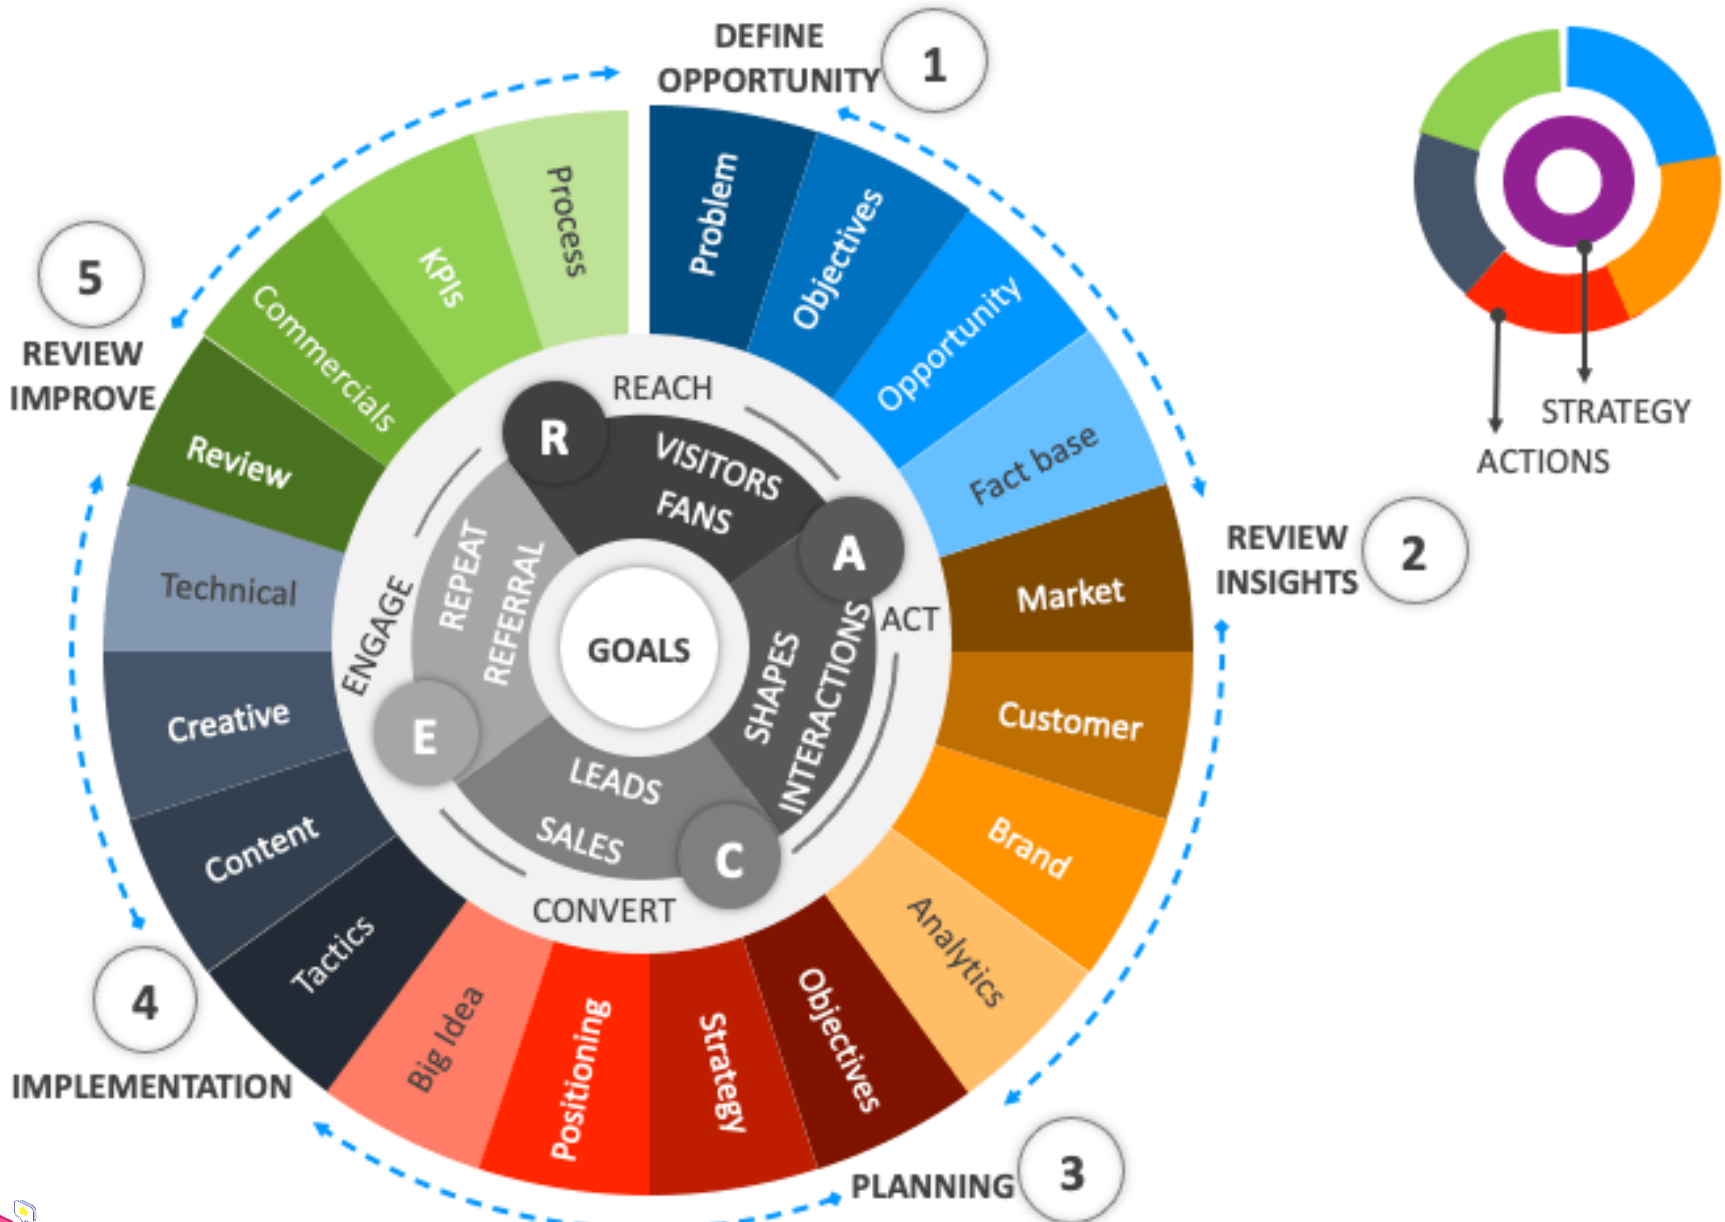 DEFINE
OPPORTUNITY
1
Problem
Objectives
Opportunity
Fact base
REVIEW
INSIGHTS
2
Market
Customer
Brand
Analytics
PLANNING
3
Objectives
Strategy
Positioning
Big Idea
4
IMPLEMENTATION
Tactics
Content
Creative
Technical
5
REVIEW
IMPROVE
Review
Commercials
KPIs
Process
R
REACH
VISITORS
FANS
A
ACT
SHAPES
INTERACTIONS
C
CONVERT
LEADS
SALES
E
ENGAGE
REPEAT
REFERRAL
GOALS
STRATEGY
ACTIONS